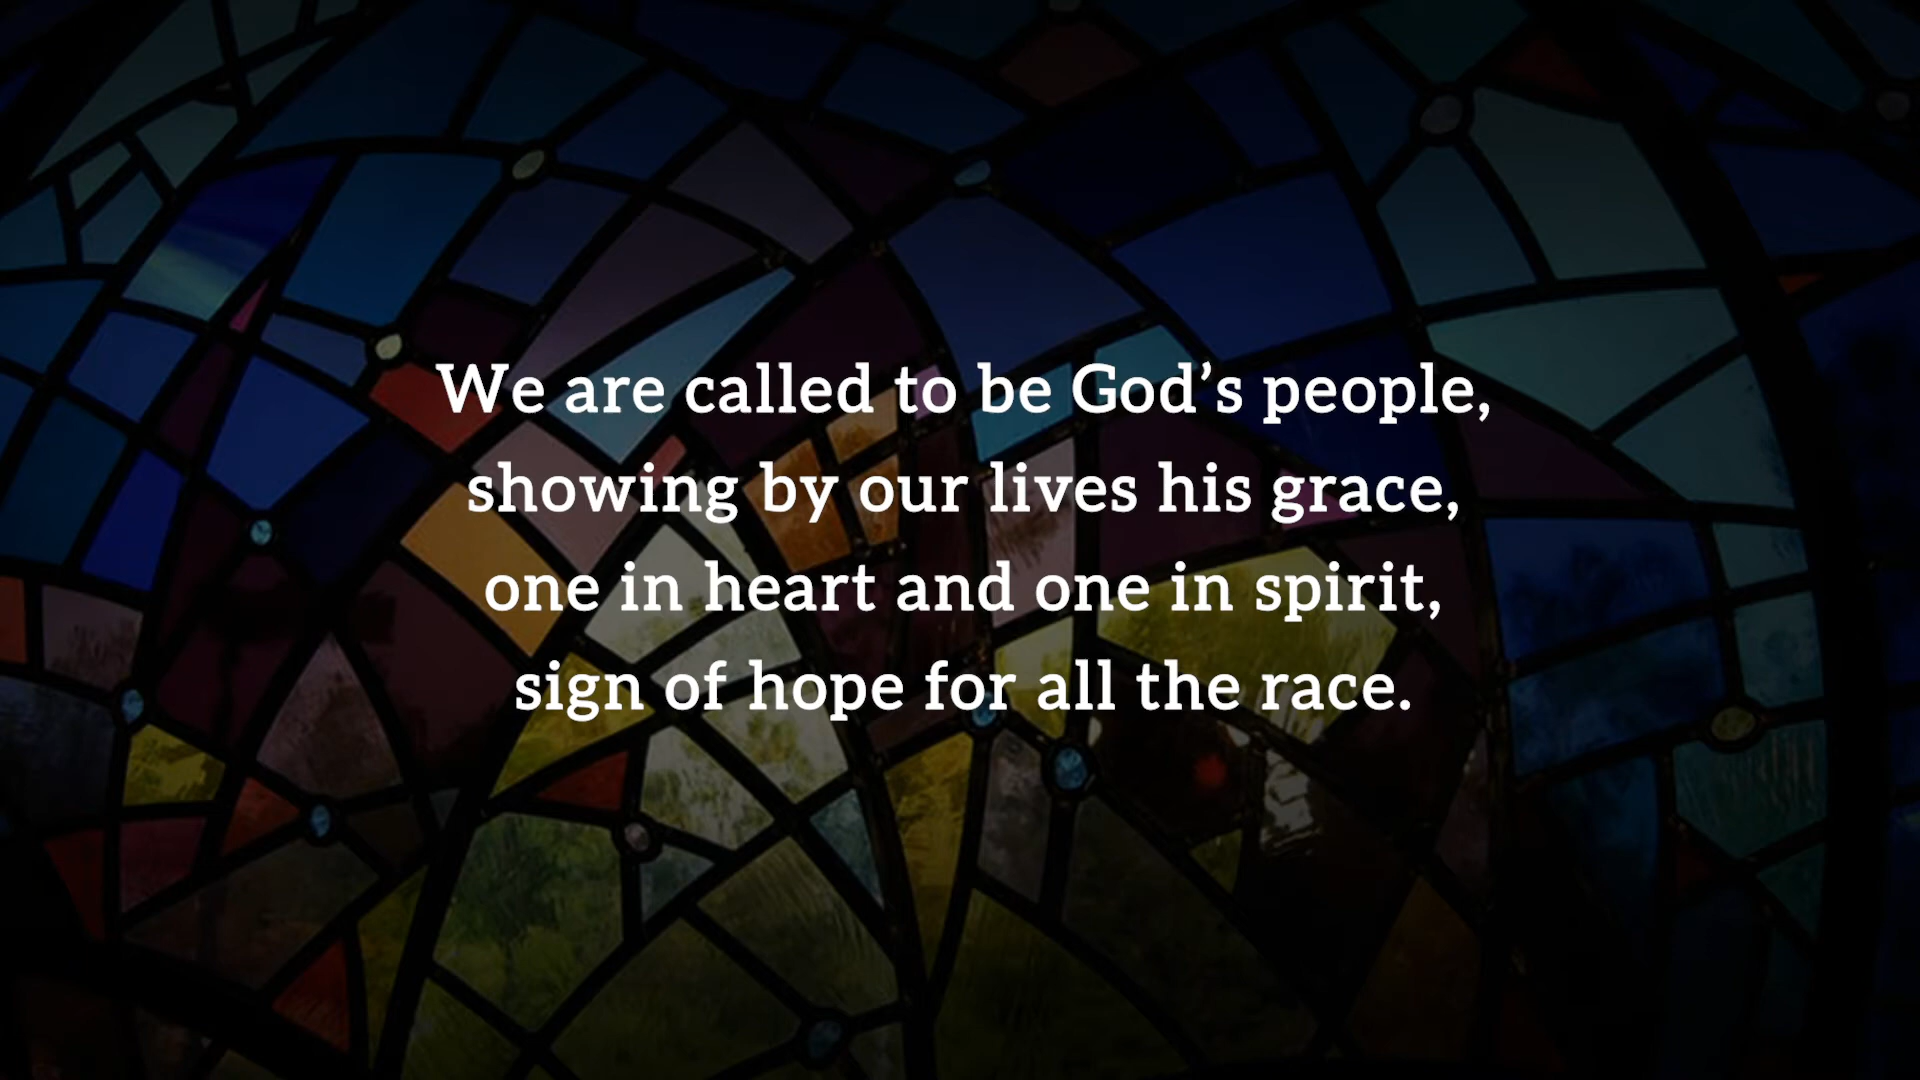 We are called to be God’s people,
showing by our lives his grace,
one in heart and one in spirit,
sign of hope for all the race.